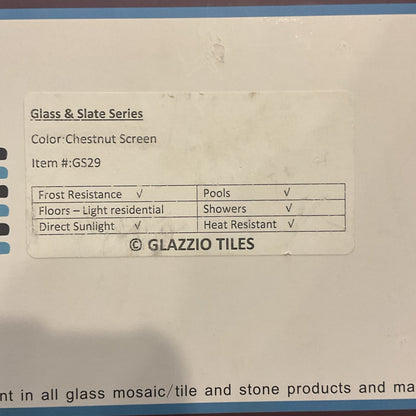 Glass & Slate Series
Color:Chestnut Screen
Item #:GS29
Frost Resistance √ Pools √
Floors – Light residential Showers √
Direct Sunlight √ Heat Resistant √
© GLAZZIO TILES
nt in all glass mosaic/tile and stone products and ma